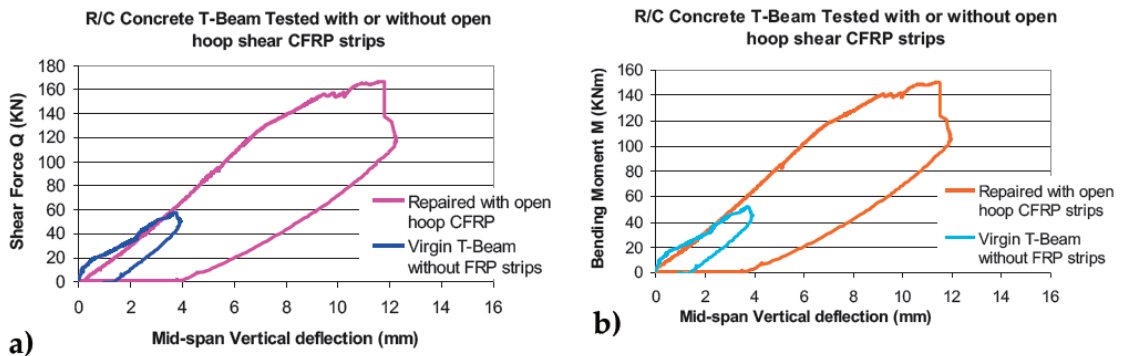 R/C Concrete T-Beam Tested with or without open
hoop shear CFRP strips
180
160
140
120
100
80
60
40
20
0
Shear Force Q (KN)
Repaired with open
hoop CFRP strips
Virgin T-Beam
without FRP strips
0 2 4 6 8 10 12 14 16
Mid-span Vertical deflection (mm)
a)
R/C Concrete T-Beam Tested with or without open
hoop shear CFRP strips
160
140
120
100
80
60
40
20
0
Bending Moment M (KNm)
Repaired with open
hoop CFRP strips
Virgin T-Beam
without FRP strips
0 2 4 6 8 10 12 14 16
Mid-span Vertical deflection (mm)
b)